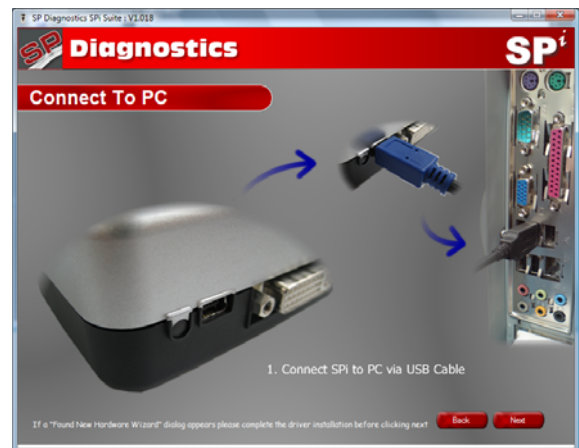 SP Diagnostics SPi Suite : V1.018
SP Diagnostics
SPi
Connect To PC
1. Connect SPi to PC via USB Cable
If a "Found New Hardware Wizard" dialog appears please complete the driver installation before clicking next
Back
Next